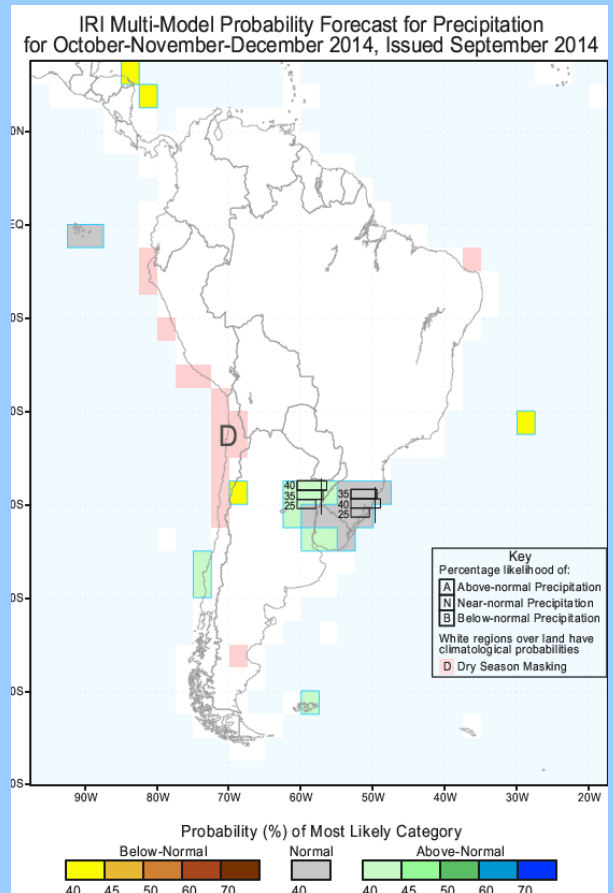 IRI Multi-Model Probability Forecast for Precipitation
for October-November-December 2014, Issued September 2014
0N
EQ
0S
0S
D
40
35
25
35
40
25
0S
0S
0S
0S
Key
Percentage likelihood of:
A Above-normal Precipitation
N Near-normal Precipitation
B Below-normal Precipitation
White regions over land have
climatological probabilities
D Dry Season Masking
90W 80W 70W 60W 50W 40W 30W 20W
Probability (%) of Most Likely Category
Below-Normal Normal Above-Normal
40 45 50 60 70 40 40 45 50 60 70